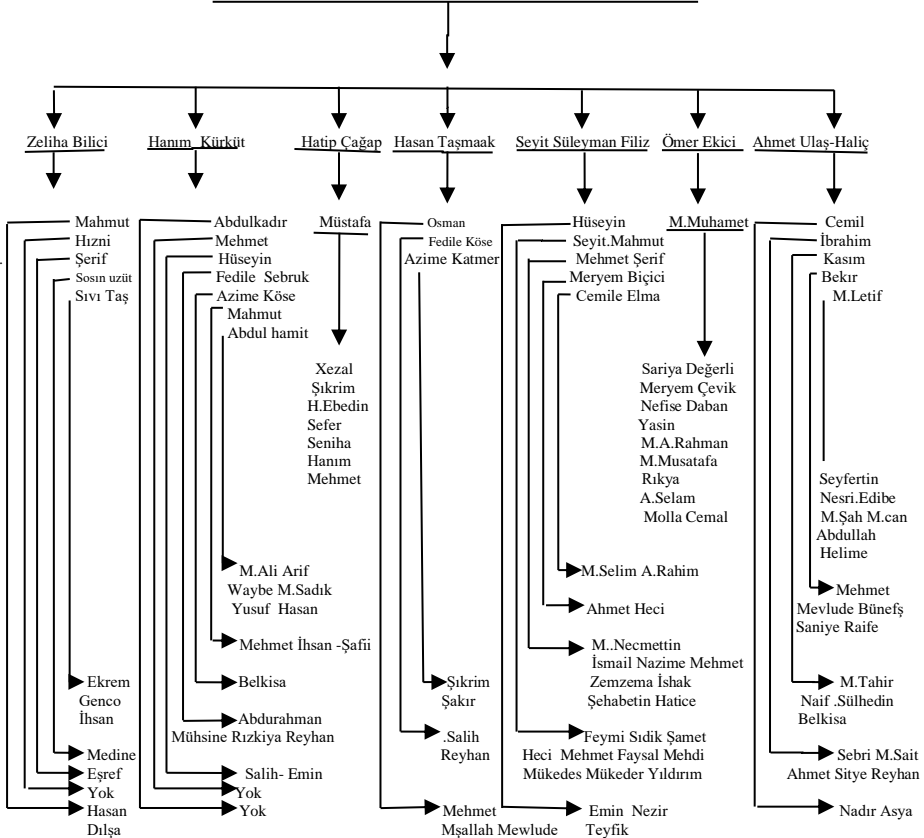 Zeliha Bilici
Hanım Kürküt
Hatip Çağap
Hasan Taşmaak
Seyit Süleyman Filiz
Ömer Ekici
Ahmet Ulaş-Haliç
Mahmut
Hızni
Şerif
Sosın uzüt
Sıvı Taş
Ekrem
Genco
İhsan
Medine
Eşref
Yok
Hasan
Dılşa
Abdulkadır
Mehmet
Hüseyin
Fedile Sebruk
Azime Köse
Mahmut
Abdul hamit
M.Ali Arif
Waybe M.Sadık
Yusuf Hasan
Mehmet İhsan -Şafii
Belkisa
Abdurahman
Mühsine Rızkiya Reyhan
Salih- Emin
Yok
Yok
Müstafa
Xezal
Şıkrim
H.Ebedin
Sefer
Seniha
Hanım
Mehmet
Osman
Fedile Köse
Azime Katmer
Şıkrim
Şakır
.Salih
Reyhan
Mehmet
Mşallah Mewlude
Hüseyin
Seyit.Mahmut
Mehmet Şerif
Meryem Biçici
Cemile Elma
M.Selim A.Rahim
Ahmet Heci
M..Necmettin
İsmail Nazime Mehmet
Zemzema İshak
Şehabetin Hatice
Feymi Sıdik Şamet
Heci Mehmet Faysal Mehdi
Mükedes Mükeder Yıldırım
Emin Nezir
Teyfik
M.Muhamet
Sariya Değerli
Meryem Çevik
Nefise Daban
Yasin
M.A.Rahman
M.Musatafa
Rıkya
A.Selam
Molla Cemal
Cemil
İbrahim
Kasım
Bekır
M.Letif
Seyfertin
Nesri.Edibe
M.Şah M.can
Abdullah
Helime
Mehmet
Mevlude Bünefş
Saniye Raife
M.Tahir
Naif .Sülhedin
Belkisa
Sebri M.Sait
Ahmet Sitye Reyhan
Nadır Asya